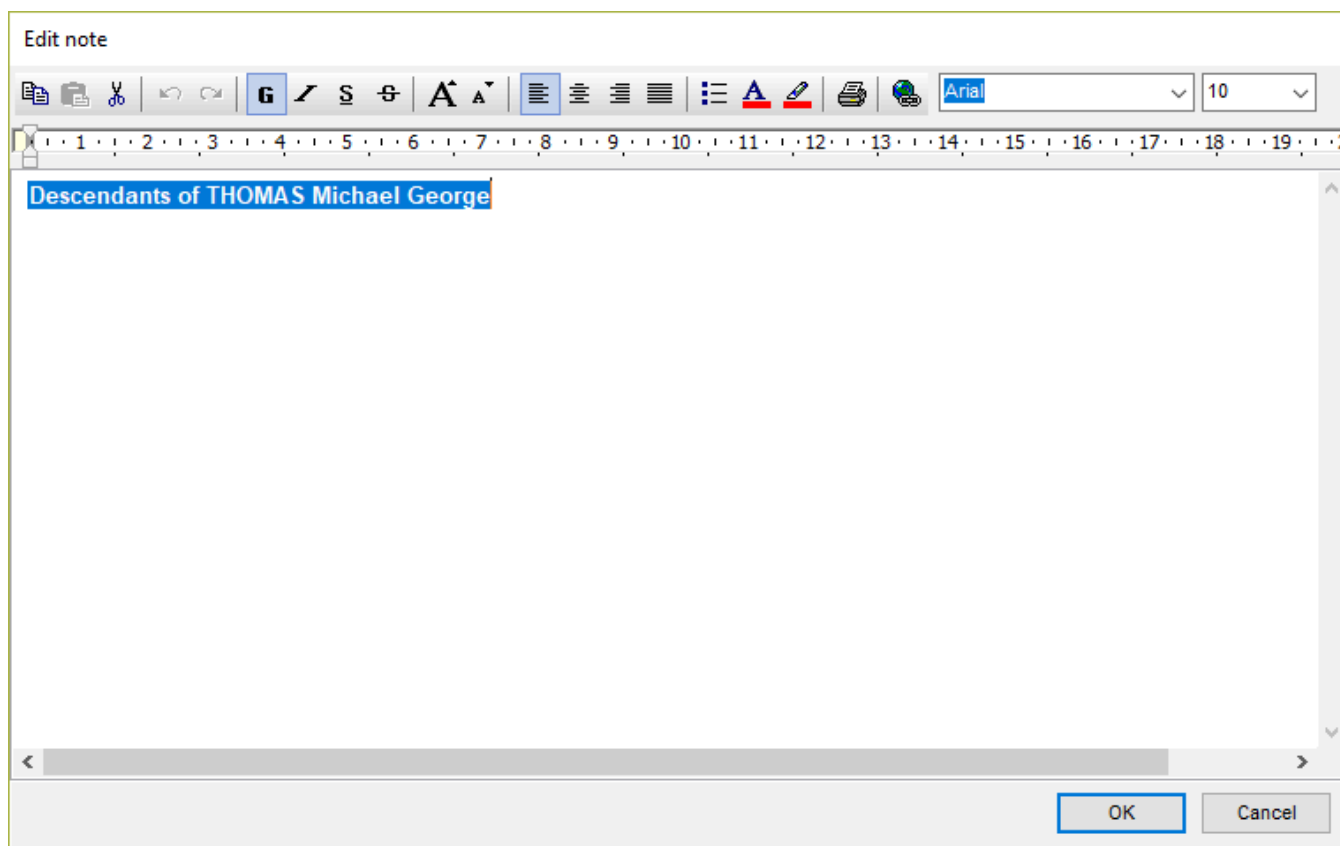 Edit note
G I S S A A A Arial 10
1 2 3 4 5 6 7 8 9 10 11 12 13 14 15 16 17 18 19
Descendants of THOMAS Michael George
OK Cancel